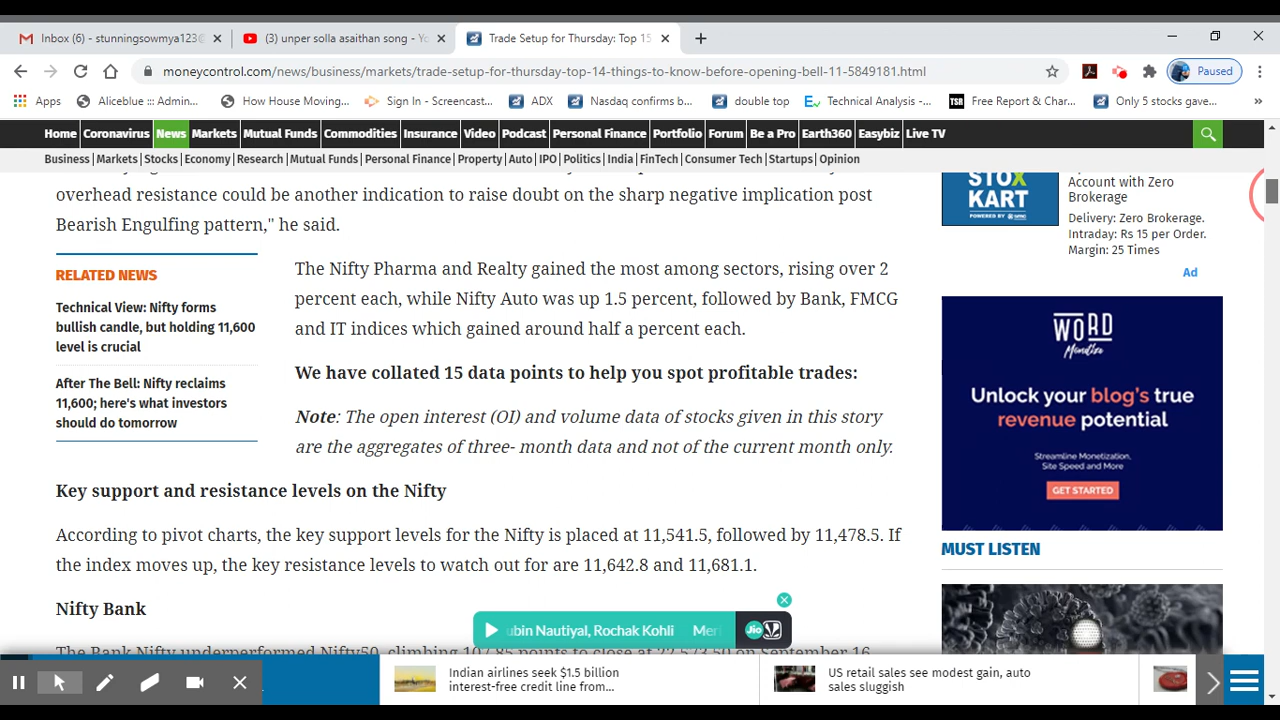 Inbox (6) - stunningsowmya123@
(3) unper solla asaithan song - Yo
Trade Setup for Thursday: Top 15
moneycontrol.com/news/business/markets/trade-setup-for-thursday-top-14-things-to-know-before-opening-bell-11-5849181.html
Paused
Apps
Aliceblue ::: Admin...
How House Moving...
Sign In - Screencast...
ADX
Nasdaq confirms b...
double top
Technical Analysis -...
Free Report & Char...
Only 5 stocks gave...
Home Coronavirus News Markets Mutual Funds Commodities Insurance Video Podcast Personal Finance Portfolio Forum Be a Pro Earth360 Easybiz Live TV
Business | Markets | Stocks | Economy | Research | Mutual Funds | Personal Finance | Property | Auto | IPO | Politics | India | FinTech | Consumer Tech | Startups | Opinion
overhead resistance could be another indication to raise doubt on the sharp negative implication post
Bearish Engulfing pattern," he said.
RELATED NEWS
Technical View: Nifty forms
bullish candle, but holding 11,600
level is crucial
After The Bell: Nifty reclaims
11,600; here's what investors
should do tomorrow
The Nifty Pharma and Realty gained the most among sectors, rising over 2
percent each, while Nifty Auto was up 1.5 percent, followed by Bank, FMCG
and IT indices which gained around half a percent each.
We have collated 15 data points to help you spot profitable trades:
Note: The open interest (OI) and volume data of stocks given in this story
are the aggregates of three- month data and not of the current month only.
Key support and resistance levels on the Nifty
According to pivot charts, the key support levels for the Nifty is placed at 11,541.5, followed by 11,478.5. If
the index moves up, the key resistance levels to watch out for are 11,642.8 and 11,681.1.
Nifty Bank
The Bank Nifty underperformed Nifty50, climbing 107.85 points to close at 22,573.50 on September 16
STOX
KART
POWERED BY
Account with Zero
Brokerage
Delivery: Zero Brokerage.
Intraday: Rs 15 per Order.
Margin: 25 Times
Ad
WORD
Monetize
Unlock your blog's true
revenue potential
Streamline Monetization,
Site Speed and More
GET STARTED
MUST LISTEN
ubin Nautiyal, Rochak Kohli Meri
Jio
Indian airlines seek $1.5 billion
interest-free credit line from...
US retail sales see modest gain, auto
sales sluggish